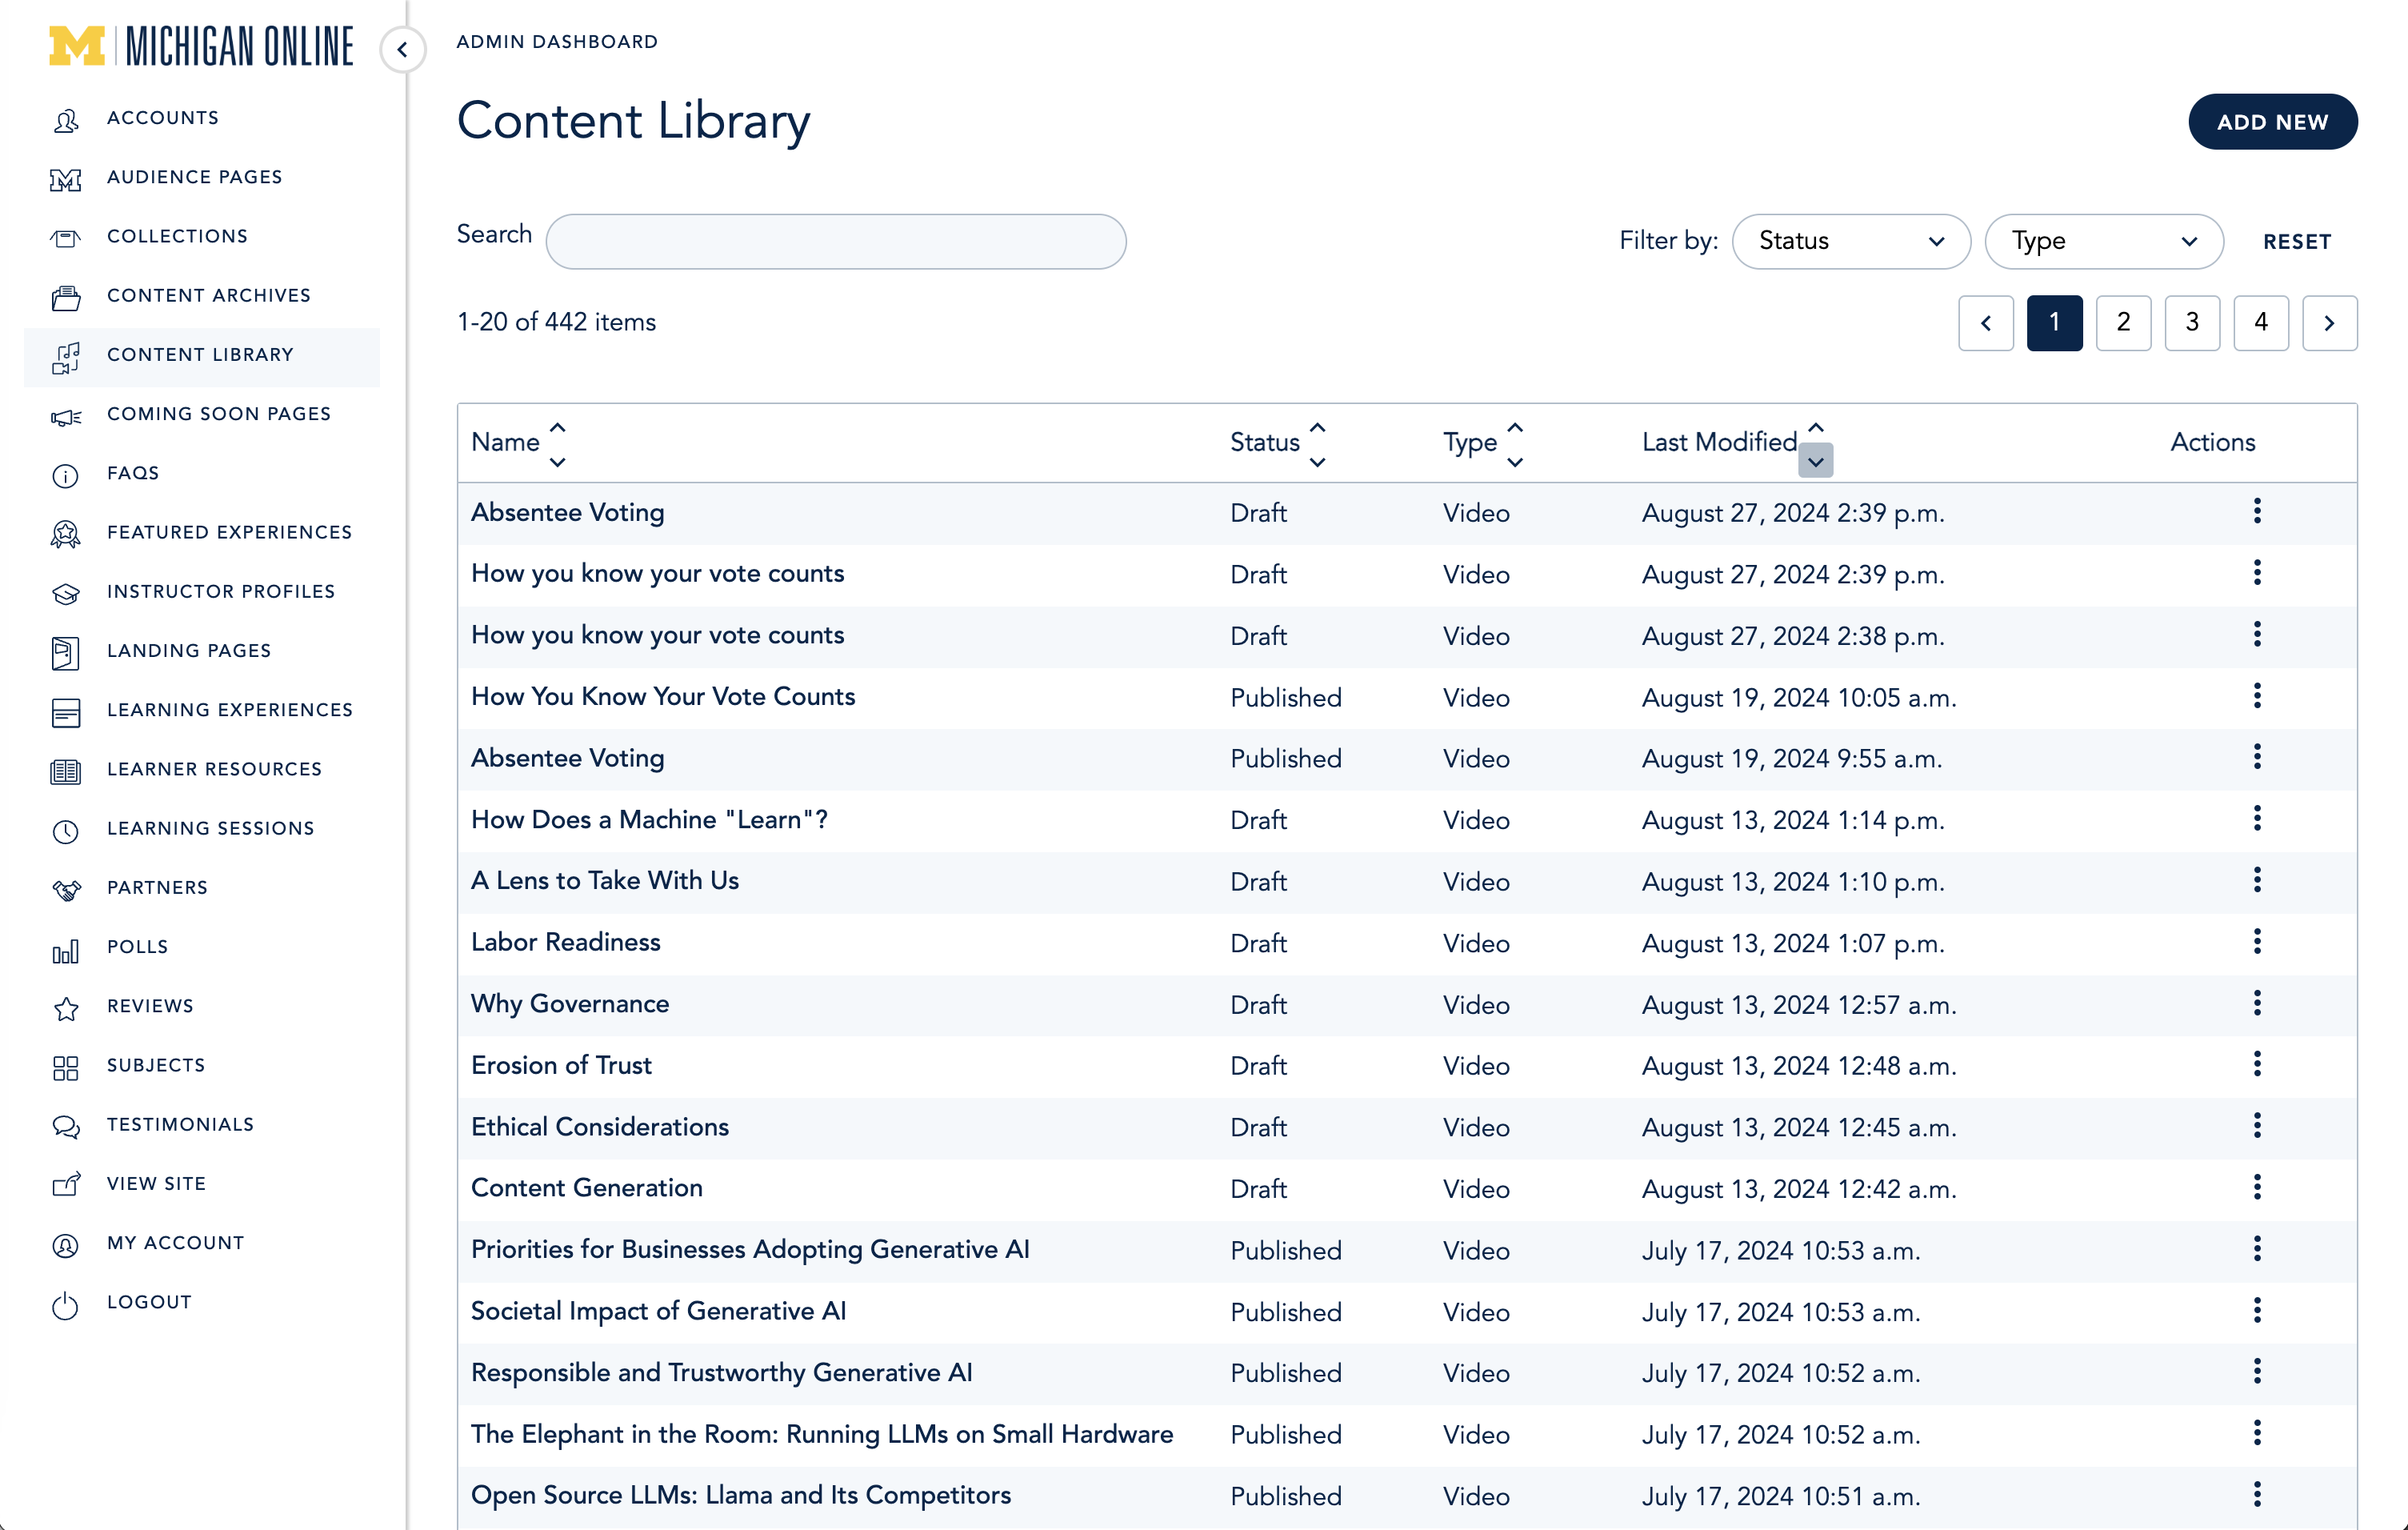 M MICHIGAN ONLINE
ACCOUNTS
AUDIENCE PAGES
COLLECTIONS
CONTENT ARCHIVES
CONTENT LIBRARY
COMING SOON PAGES
FAQS
FEATURED EXPERIENCES
INSTRUCTOR PROFILES
LANDING PAGES
LEARNING EXPERIENCES
LEARNER RESOURCES
LEARNING SESSIONS
PARTNERS
POLLS
REVIEWS
SUBJECTS
TESTIMONIALS
VIEW SITE
MY ACCOUNT
LOGOUT
ADMIN DASHBOARD
Content Library
ADD NEW
Search
Filter by: Status Type RESET
1-20 of 442 items
1 2 3 4
Name Status Type Last Modified Actions
Absentee Voting Draft Video August 27, 2024 2:39 p.m.
How you know your vote counts Draft Video August 27, 2024 2:39 p.m.
How you know your vote counts Draft Video August 27, 2024 2:38 p.m.
How You Know Your Vote Counts Published Video August 19, 2024 10:05 a.m.
Absentee Voting Published Video August 19, 2024 9:55 a.m.
How Does a Machine "Learn"? Draft Video August 13, 2024 1:14 p.m.
A Lens to Take With Us Draft Video August 13, 2024 1:10 p.m.
Labor Readiness Draft Video August 13, 2024 1:07 p.m.
Why Governance Draft Video August 13, 2024 12:57 a.m.
Erosion of Trust Draft Video August 13, 2024 12:48 a.m.
Ethical Considerations Draft Video August 13, 2024 12:45 a.m.
Content Generation Draft Video August 13, 2024 12:42 a.m.
Priorities for Businesses Adopting Generative AI Published Video July 17, 2024 10:53 a.m.
Societal Impact of Generative AI Published Video July 17, 2024 10:53 a.m.
Responsible and Trustworthy Generative AI Published Video July 17, 2024 10:52 a.m.
The Elephant in the Room: Running LLMs on Small Hardware Published Video July 17, 2024 10:52 a.m.
Open Source LLMs: Llama and Its Competitors Published Video July 17, 2024 10:51 a.m.